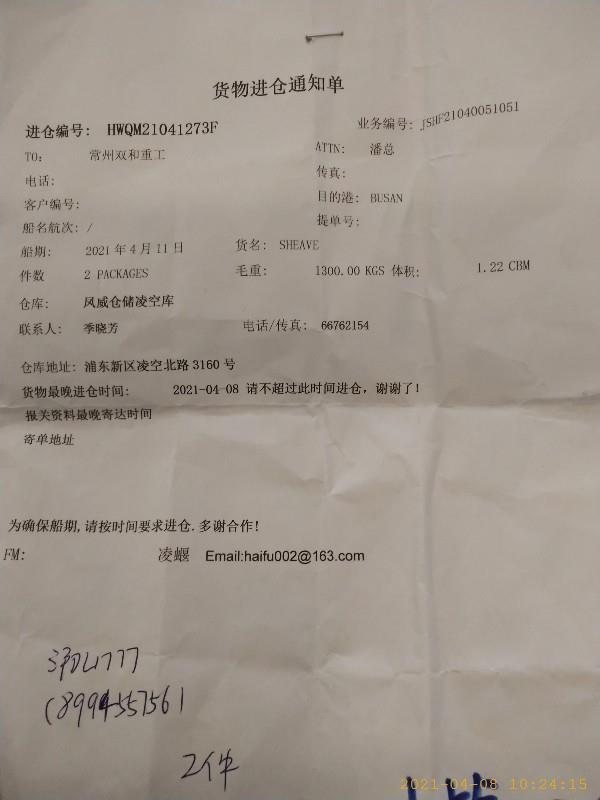 货物进仓通知单
进仓编号: HWQM21041273F 业务编号: JSHF21040051051
TO: 常州双和重工 ATTN: 潘总
电话: 传真:
客户编号: 目的港: BUSAN
船名航次: / 提单号:
船期: 2021 年 4 月 11 日 货名: SHEAVE
件数 2 PACKAGES 毛重: 1300.00 KGS 体积: 1.22 CBM
仓库: 风威仓储凌空库
联系人: 季晓芳 电话/传真: 66762154
仓库地址: 浦东新区凌空北路 3160 号
货物最晚进仓时间: 2021-04-08 请不超过此时间进仓，谢谢了!
报关资料最晚寄达时间
寄单地址
为确保船期,请按时间要求进仓.多谢合作!
FM: 凌蝘 Email:haifu002@163.com
2件
2021-04-08 10:24:15